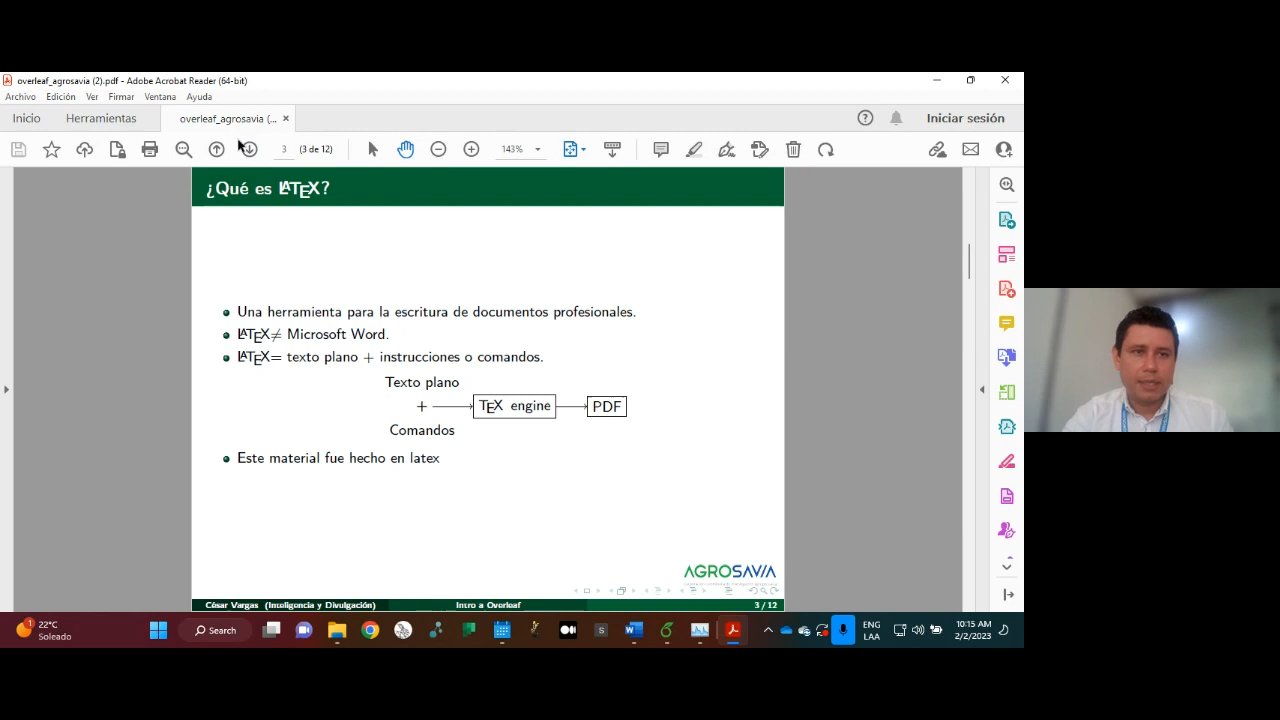 overleaf_agrosavia (2).pdf - Adobe Acrobat Reader (64-bit)
Archivo Edición Ver Firmar Ventana Ayuda
Inicio Herramientas overleaf_agrosavia (... × Iniciar sesión
3 (3 de 12) 143%
¿Qué es LATEX?
Una herramienta para la escritura de documentos profesionales.
LATEX≠ Microsoft Word.
LATEX= texto plano + instrucciones o comandos.
Texto plano
+ TEX engine PDF
Comandos
Este material fue hecho en latex
AGROSAVIA
César Vargas (Inteligencia y Divulgación) Intro a Overleaf 3 / 12
1 22°C
Soleado
Search
ENG
LAA
10:15 AM
2/2/2023